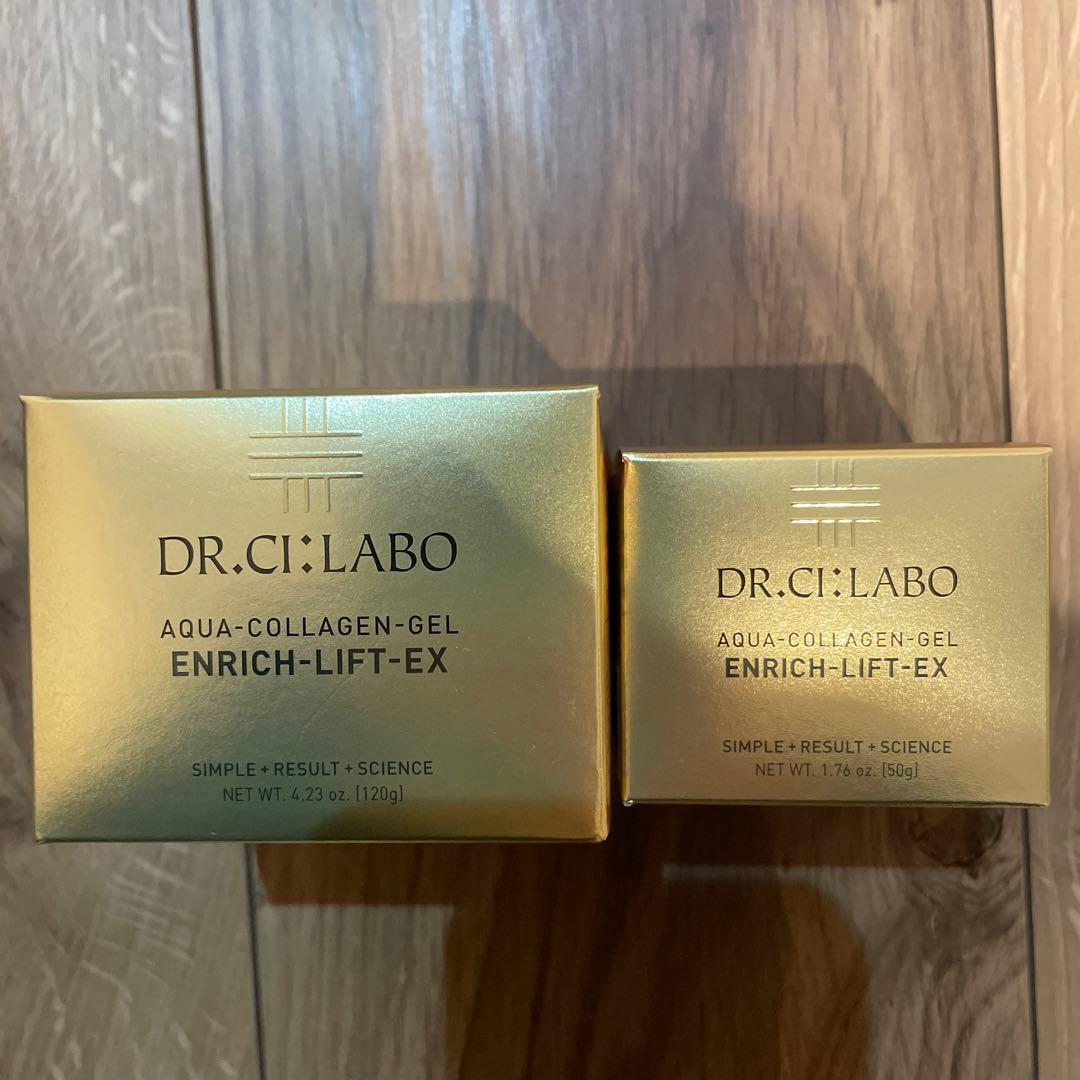 DR.CI:LABO
AQUA-COLLAGEN-GEL
ENRICH-LIFT-EX
SIMPLE+RESULT+SCIENCE
NET WT. 4.23 oz. [120g]
DR.CI:LABO
AQUA-COLLAGEN-GEL
ENRICH-LIFT-EX
SIMPLE+RESULT+SCIENCE
NET WT. 1.76 oz. [50g]